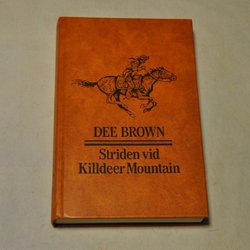 DEE BROWN
Striden vid
Killdeer Mountain